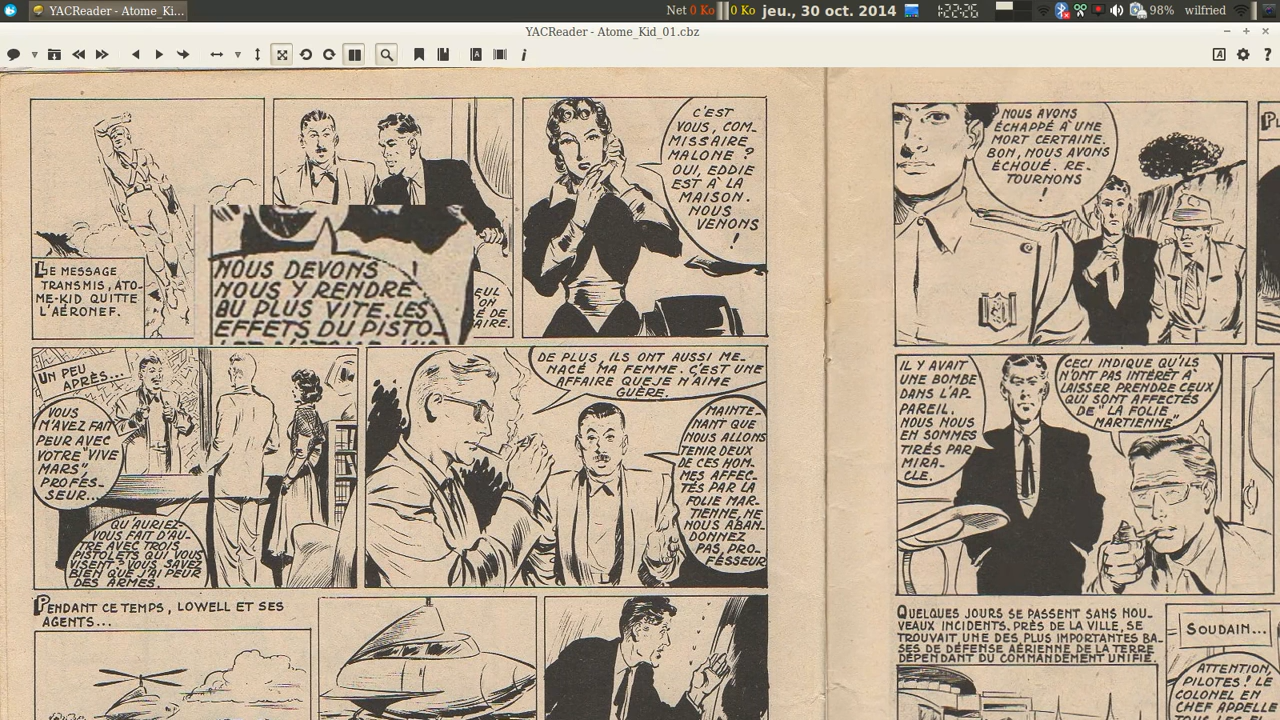 YACReader - Atome_Ki...
Net 0 Ko 0 Ko jeu., 30 oct. 2014 98% wilfried
YACReader - Atome_Kid_01.cbz
LE MESSAGE
TRANSMIS, ATO-
ME-KID QUITTE
L'AÉRONEF.
NOUS DEVONS
NOUS Y RENDRE
AU PLUS VITE. LES
EFFETS DU PISTO-
C'EST
VOUS, COM-
MISSAIRE
MALONE ?
OUI, EDDIE
EST À LA
MAISON.
NOUS
VENONS
!
UN PEU
APRÈS...
VOUS
M'AVEZ FAIT
PEUR AVEC
VOTRE "VIVE
MARS",
PROFES-
SEUR...
QU'AURIEZ-
VOUS FAIT D'AU-
TRE AVEC TROIS
PISTOLETS QUI VOUS
VISENT ? VOUS SAVEZ
BIEN QUE J'AI PEUR
DES ARMES.
DE PLUS, ILS ONT AUSSI ME-
NACÉ MA FEMME. C'EST UNE
AFFAIRE QUE JE N'AIME
GUÈRE.
MAINTE-
NANT QUE
NOUS ALLONS
TENIR DEUX
DE CES HOM-
MES AFFEC-
TÉS PAR LA
FOLIE MAR-
TIENNE, NE
NOUS ABAN-
DONNEZ
PAS, PRO-
FESSEUR
PENDANT CE TEMPS, LOWELL ET SES
AGENTS...
NOUS AVONS
ÉCHAPPÉ À UNE
MORT CERTAINE.
BON, NOUS AVONS
ÉCHOUÉ. RE-
TOURNONS
!
IL Y AVAIT
UNE BOMBE
DANS L'AP-
PAREIL.
NOUS NOUS
EN SOMMES
TIRÉS PAR
MIRA-
CLE.
CECI INDIQUE QU'ILS
N'ONT PAS INTÉRÊT À
LAISSER PRENDRE CEUX
QUI SONT AFFECTÉS
DE "LA FOLIE
MARTIENNE"
QUELQUES JOURS SE PASSENT SANS NOU-
VEAUX INCIDENTS. PRÈS DE LA VILLE, SE
TROUVAIT UNE DES PLUS IMPORTANTES BA-
SES DE DÉFENSE AÉRIENNE DE LA TERRE
DÉPENDANT DU COMMANDEMENT UNIFIÉ.
SOUDAIN...
ATTENTION,
PILOTES ! LE
COLONEL EN
CHEF APPELLE